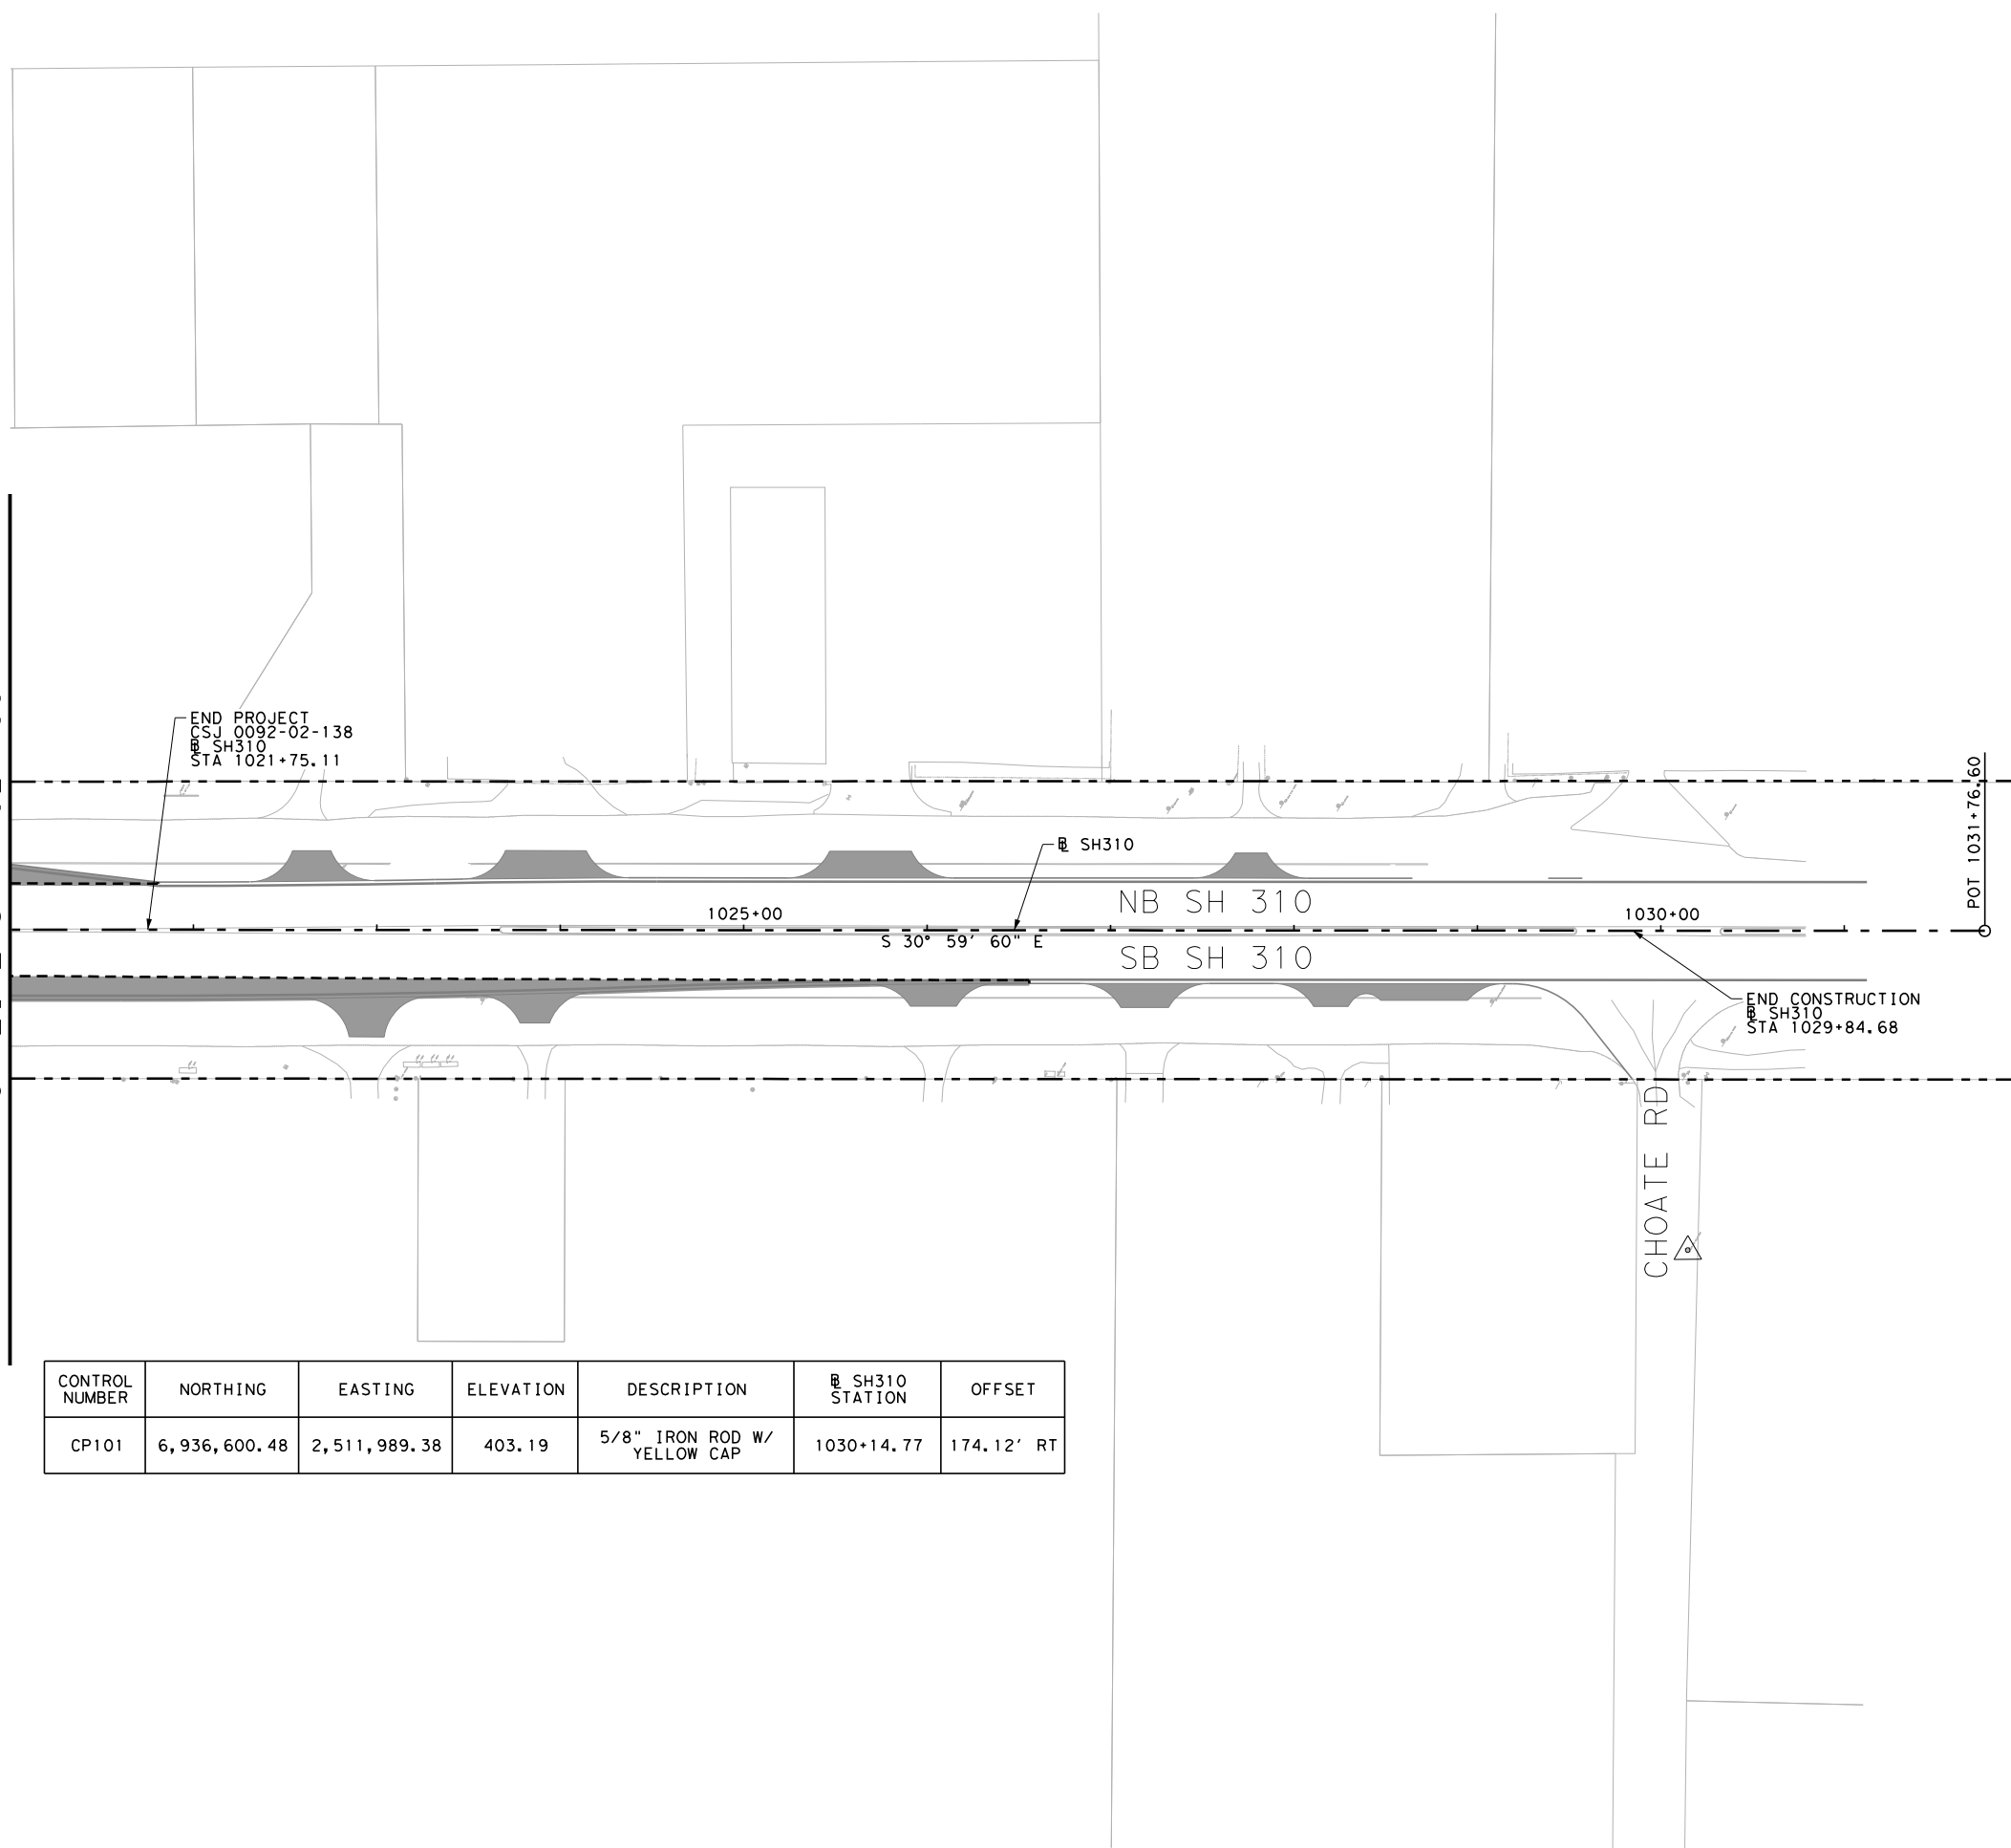 END PROJECT
CSJ 0092-02-138
℄ SH310
STA 1021+75.11
POT 1031+76.60
℄ SH310
NB SH 310
1025+00
1030+00
S 30° 59' 60" E
SB SH 310
END CONSTRUCTION
℄ SH310
STA 1029+84.68
CHOATE RD
CONTROL NUMBER
NORTHING
EASTING
ELEVATION
DESCRIPTION
℄ SH310 STATION
OFFSET
CP101
6,936,600.48
2,511,989.38
403.19
5/8" IRON ROD W/ YELLOW CAP
1030+14.77
174.12' RT